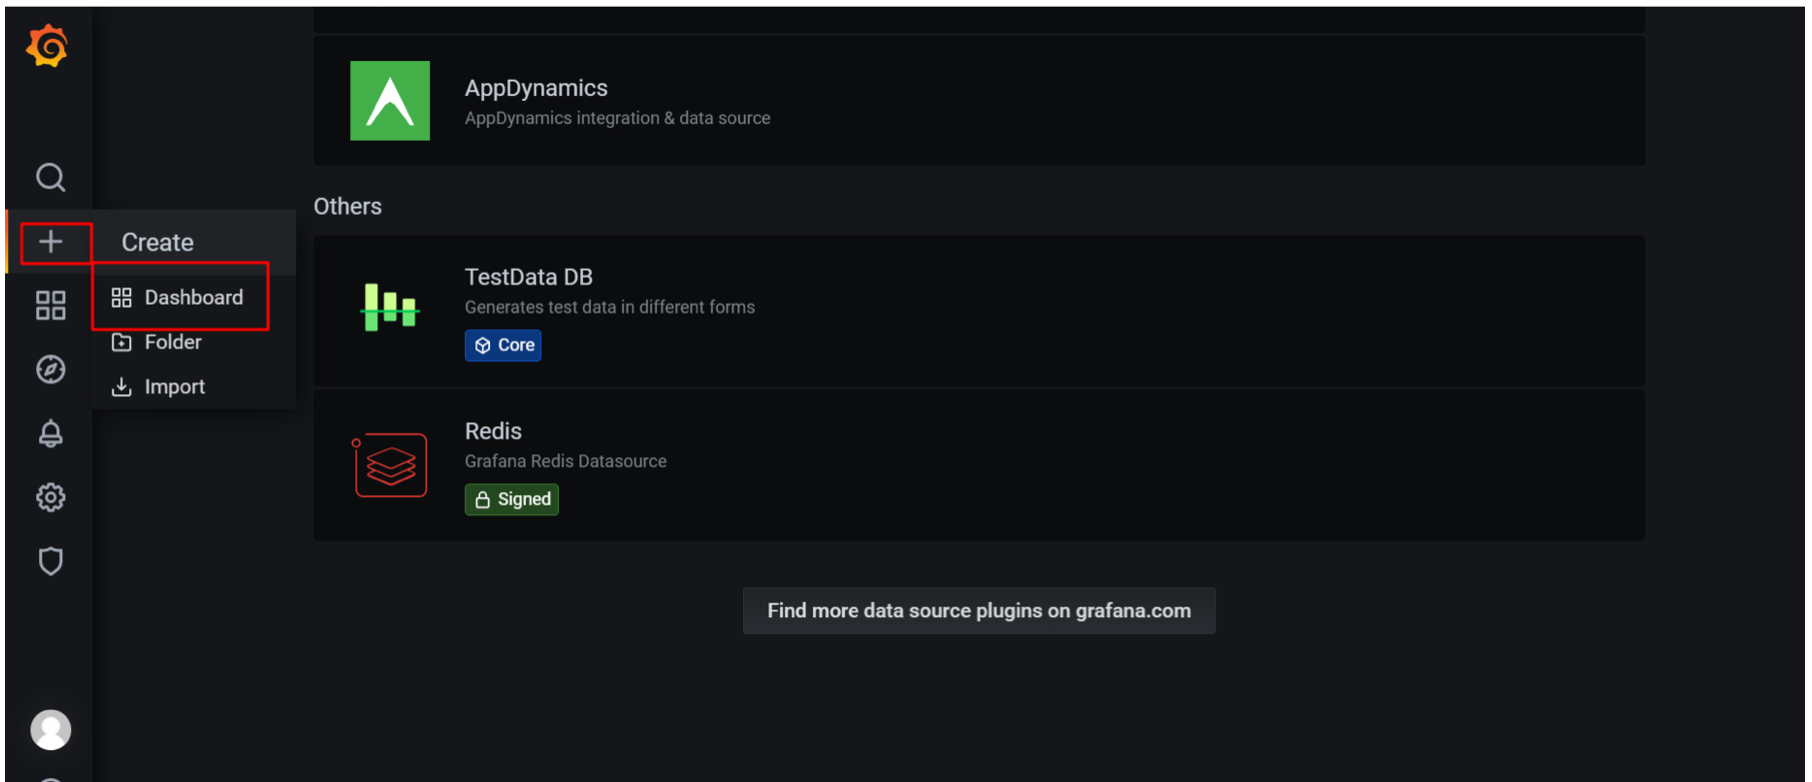 AppDynamics
AppDynamics integration & data source
Others
Create
Dashboard
Folder
Import
TestData DB
Generates test data in different forms
Core
Redis
Grafana Redis Datasource
Signed
Find more data source plugins on grafana.com